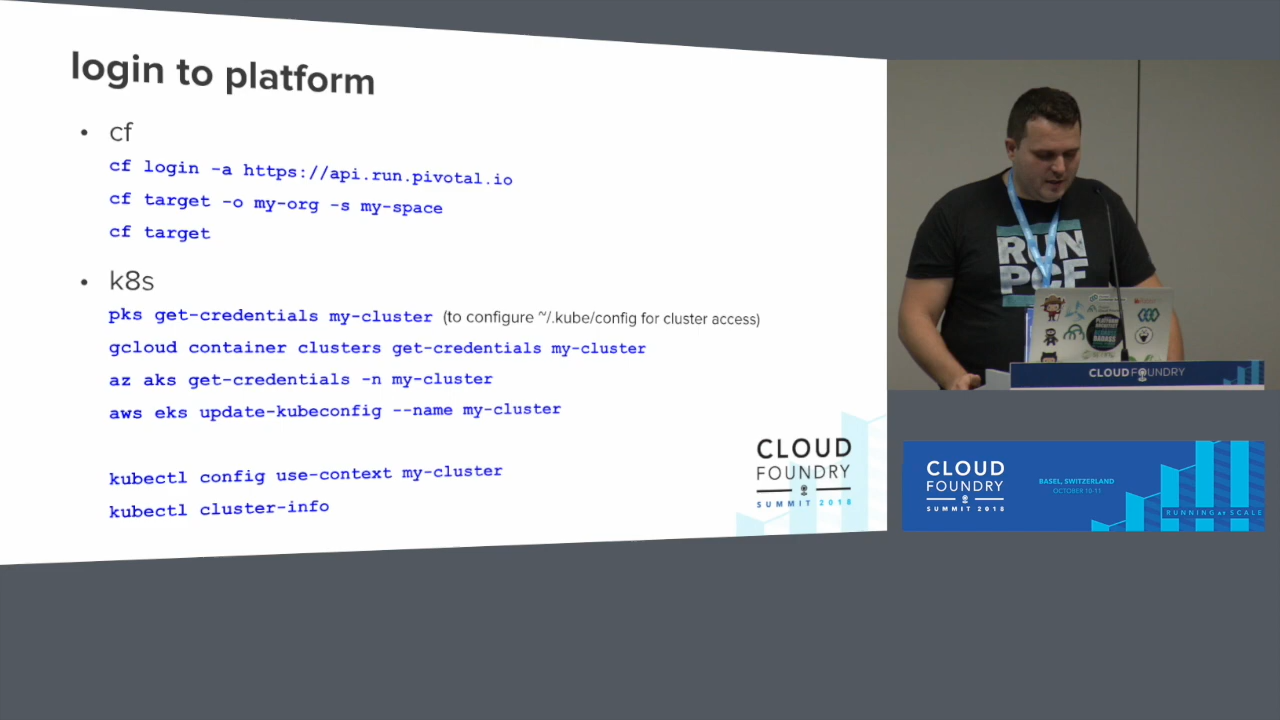 login to platform
• cf
cf login -a https://api.run.pivotal.io
cf target -o my-org -s my-space
cf target
• k8s
pks get-credentials my-cluster (to configure ~/.kube/config for cluster access)
gcloud container clusters get-credentials my-cluster
az aks get-credentials -n my-cluster
aws eks update-kubeconfig --name my-cluster
kubectl config use-context my-cluster
kubectl cluster-info
CLOUD
FOUNDRY
SUMMIT 2018
RUN
PCF
CLOUD FOUNDRY
CLOUD
FOUNDRY
SUMMIT 2018
BASEL, SWITZERLAND
OCTOBER 10-11
RUNNING AT SCALE